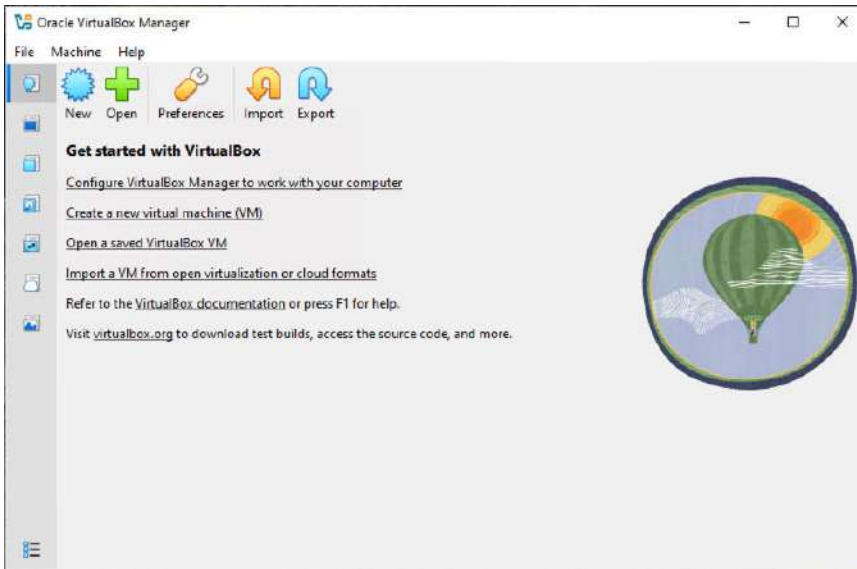 Oracle VirtualBox Manager
File Machine Help
New Open Preferences Import Export
Get started with VirtualBox
Configure VirtualBox Manager to work with your computer
Create a new virtual machine (VM)
Open a saved VirtualBox VM
Import a VM from open virtualization or cloud formats
Refer to the VirtualBox documentation or press F1 for help.
Visit virtualbox.org to download test builds, access the source code, and more.